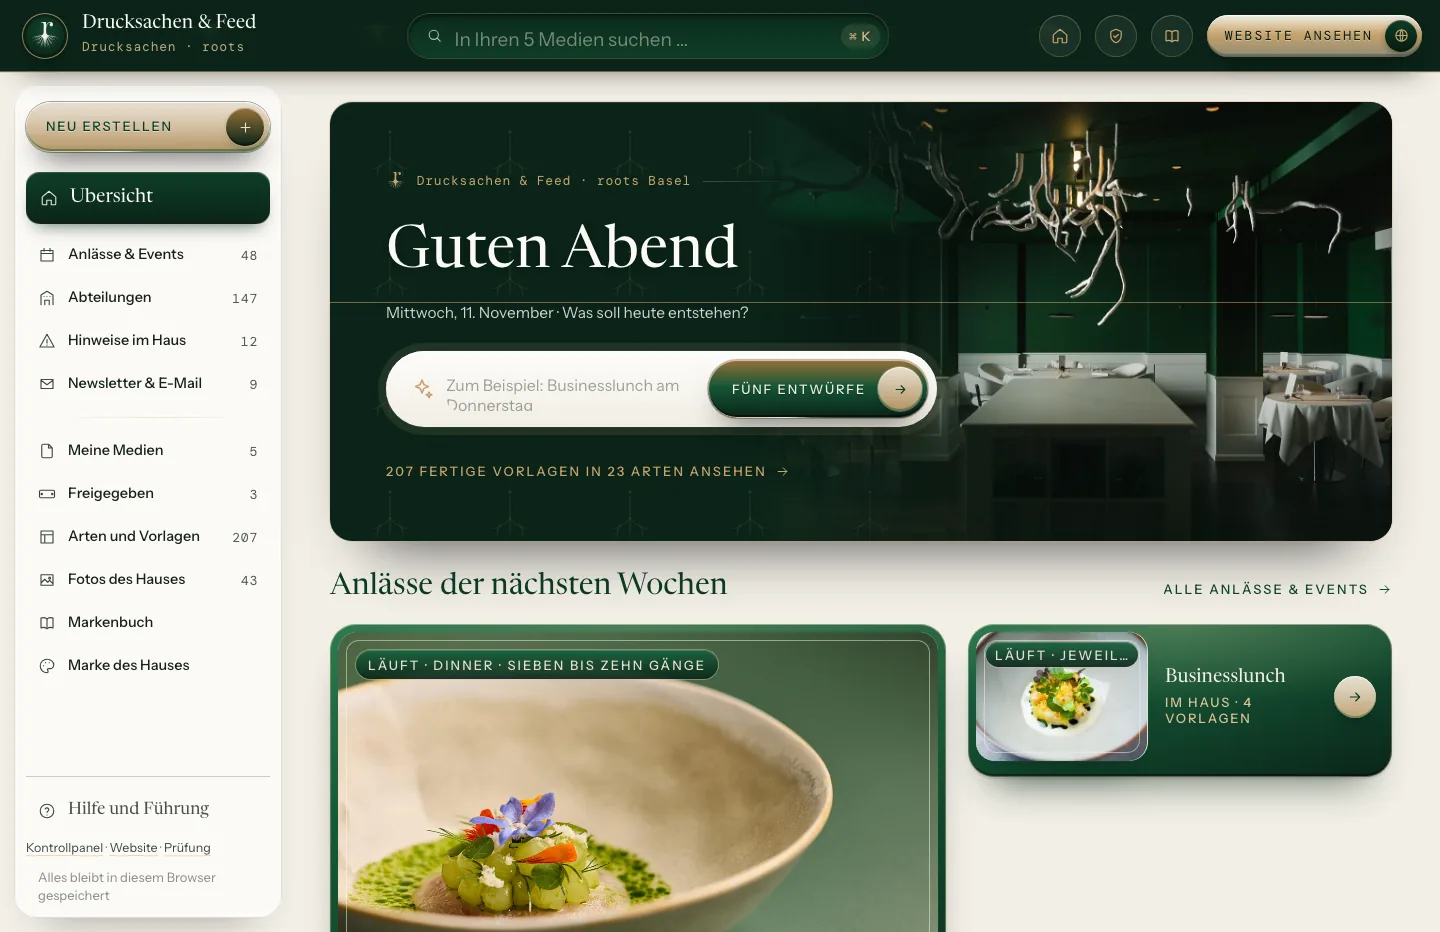 Drucksachen & Feed
Drucksachen · roots
In Ihren 5 Medien suchen ...
⌘ K
WEBSITE ANSEHEN
NEU ERSTELLEN
Übersicht
Anlässe & Events 48
Abteilungen 147
Hinweise im Haus 12
Newsletter & E-Mail 9
Meine Medien 5
Freigegeben 3
Arten und Vorlagen 207
Fotos des Hauses 43
Markenbuch
Marke des Hauses
Hilfe und Führung
Kontrollpanel · Website · Prüfung
Alles bleibt in diesem Browser
gespeichert
Drucksachen & Feed · roots Basel
Guten Abend
Mittwoch, 11. November · Was soll heute entstehen?
Zum Beispiel: Businesslunch am
Donnerstag
FÜNF ENTWÜRFE
207 FERTIGE VORLAGEN IN 23 ARTEN ANSEHEN
Anlässe der nächsten Wochen
ALLE ANLÄSSE & EVENTS
LÄUFT · DINNER · SIEBEN BIS ZEHN GÄNGE
LÄUFT · JEWEIL...
Businesslunch
IM HAUS · 4
VORLAGEN